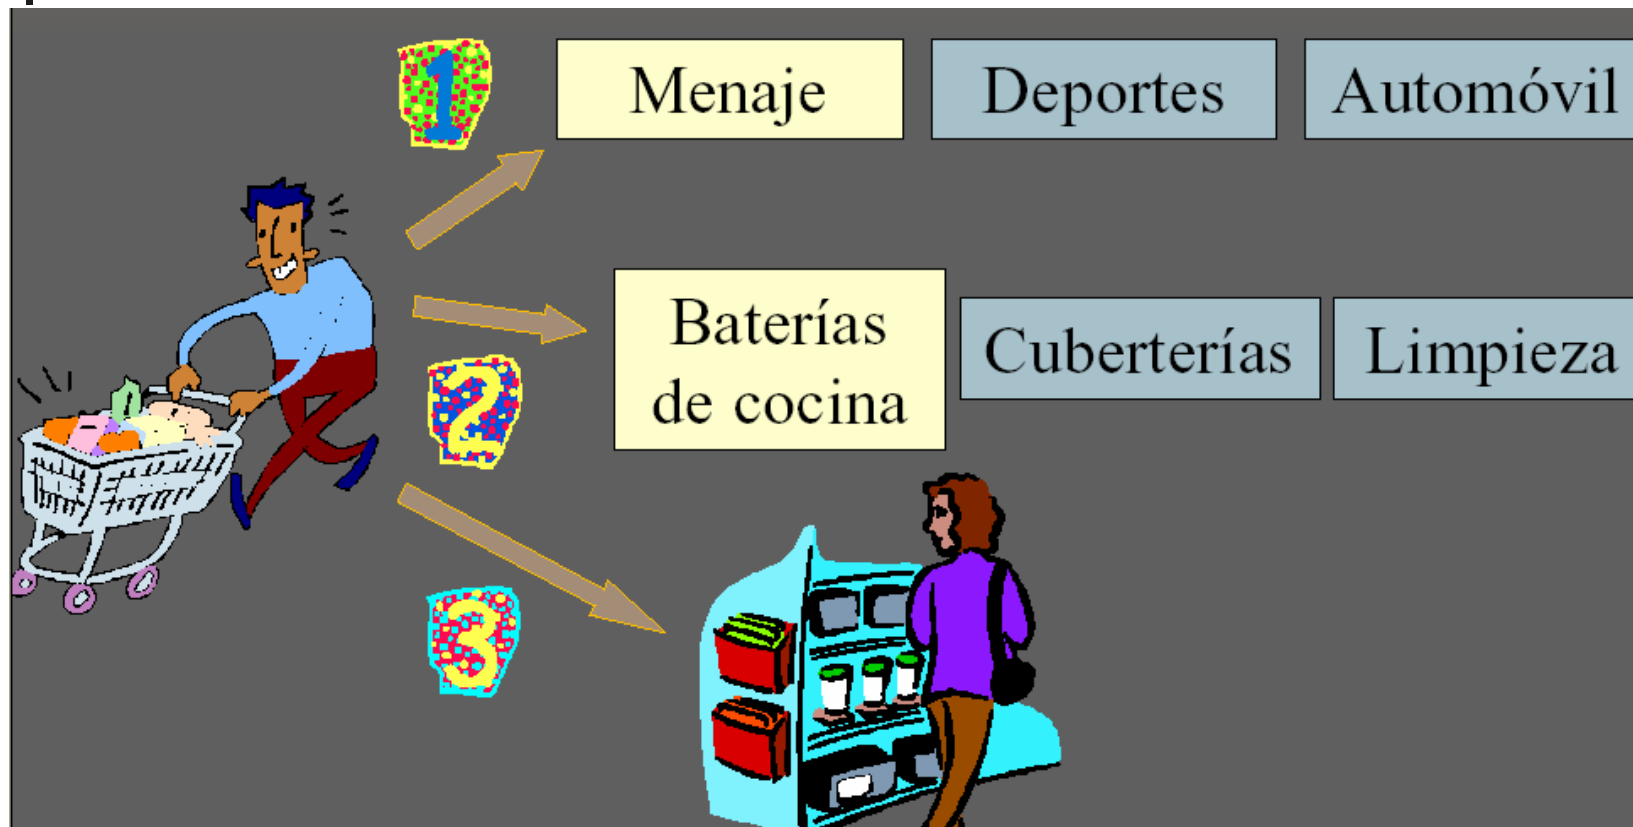 1
Menaje
Deportes
Automóvil
2
Baterías
de cocina
Cuberterías
Limpieza
3